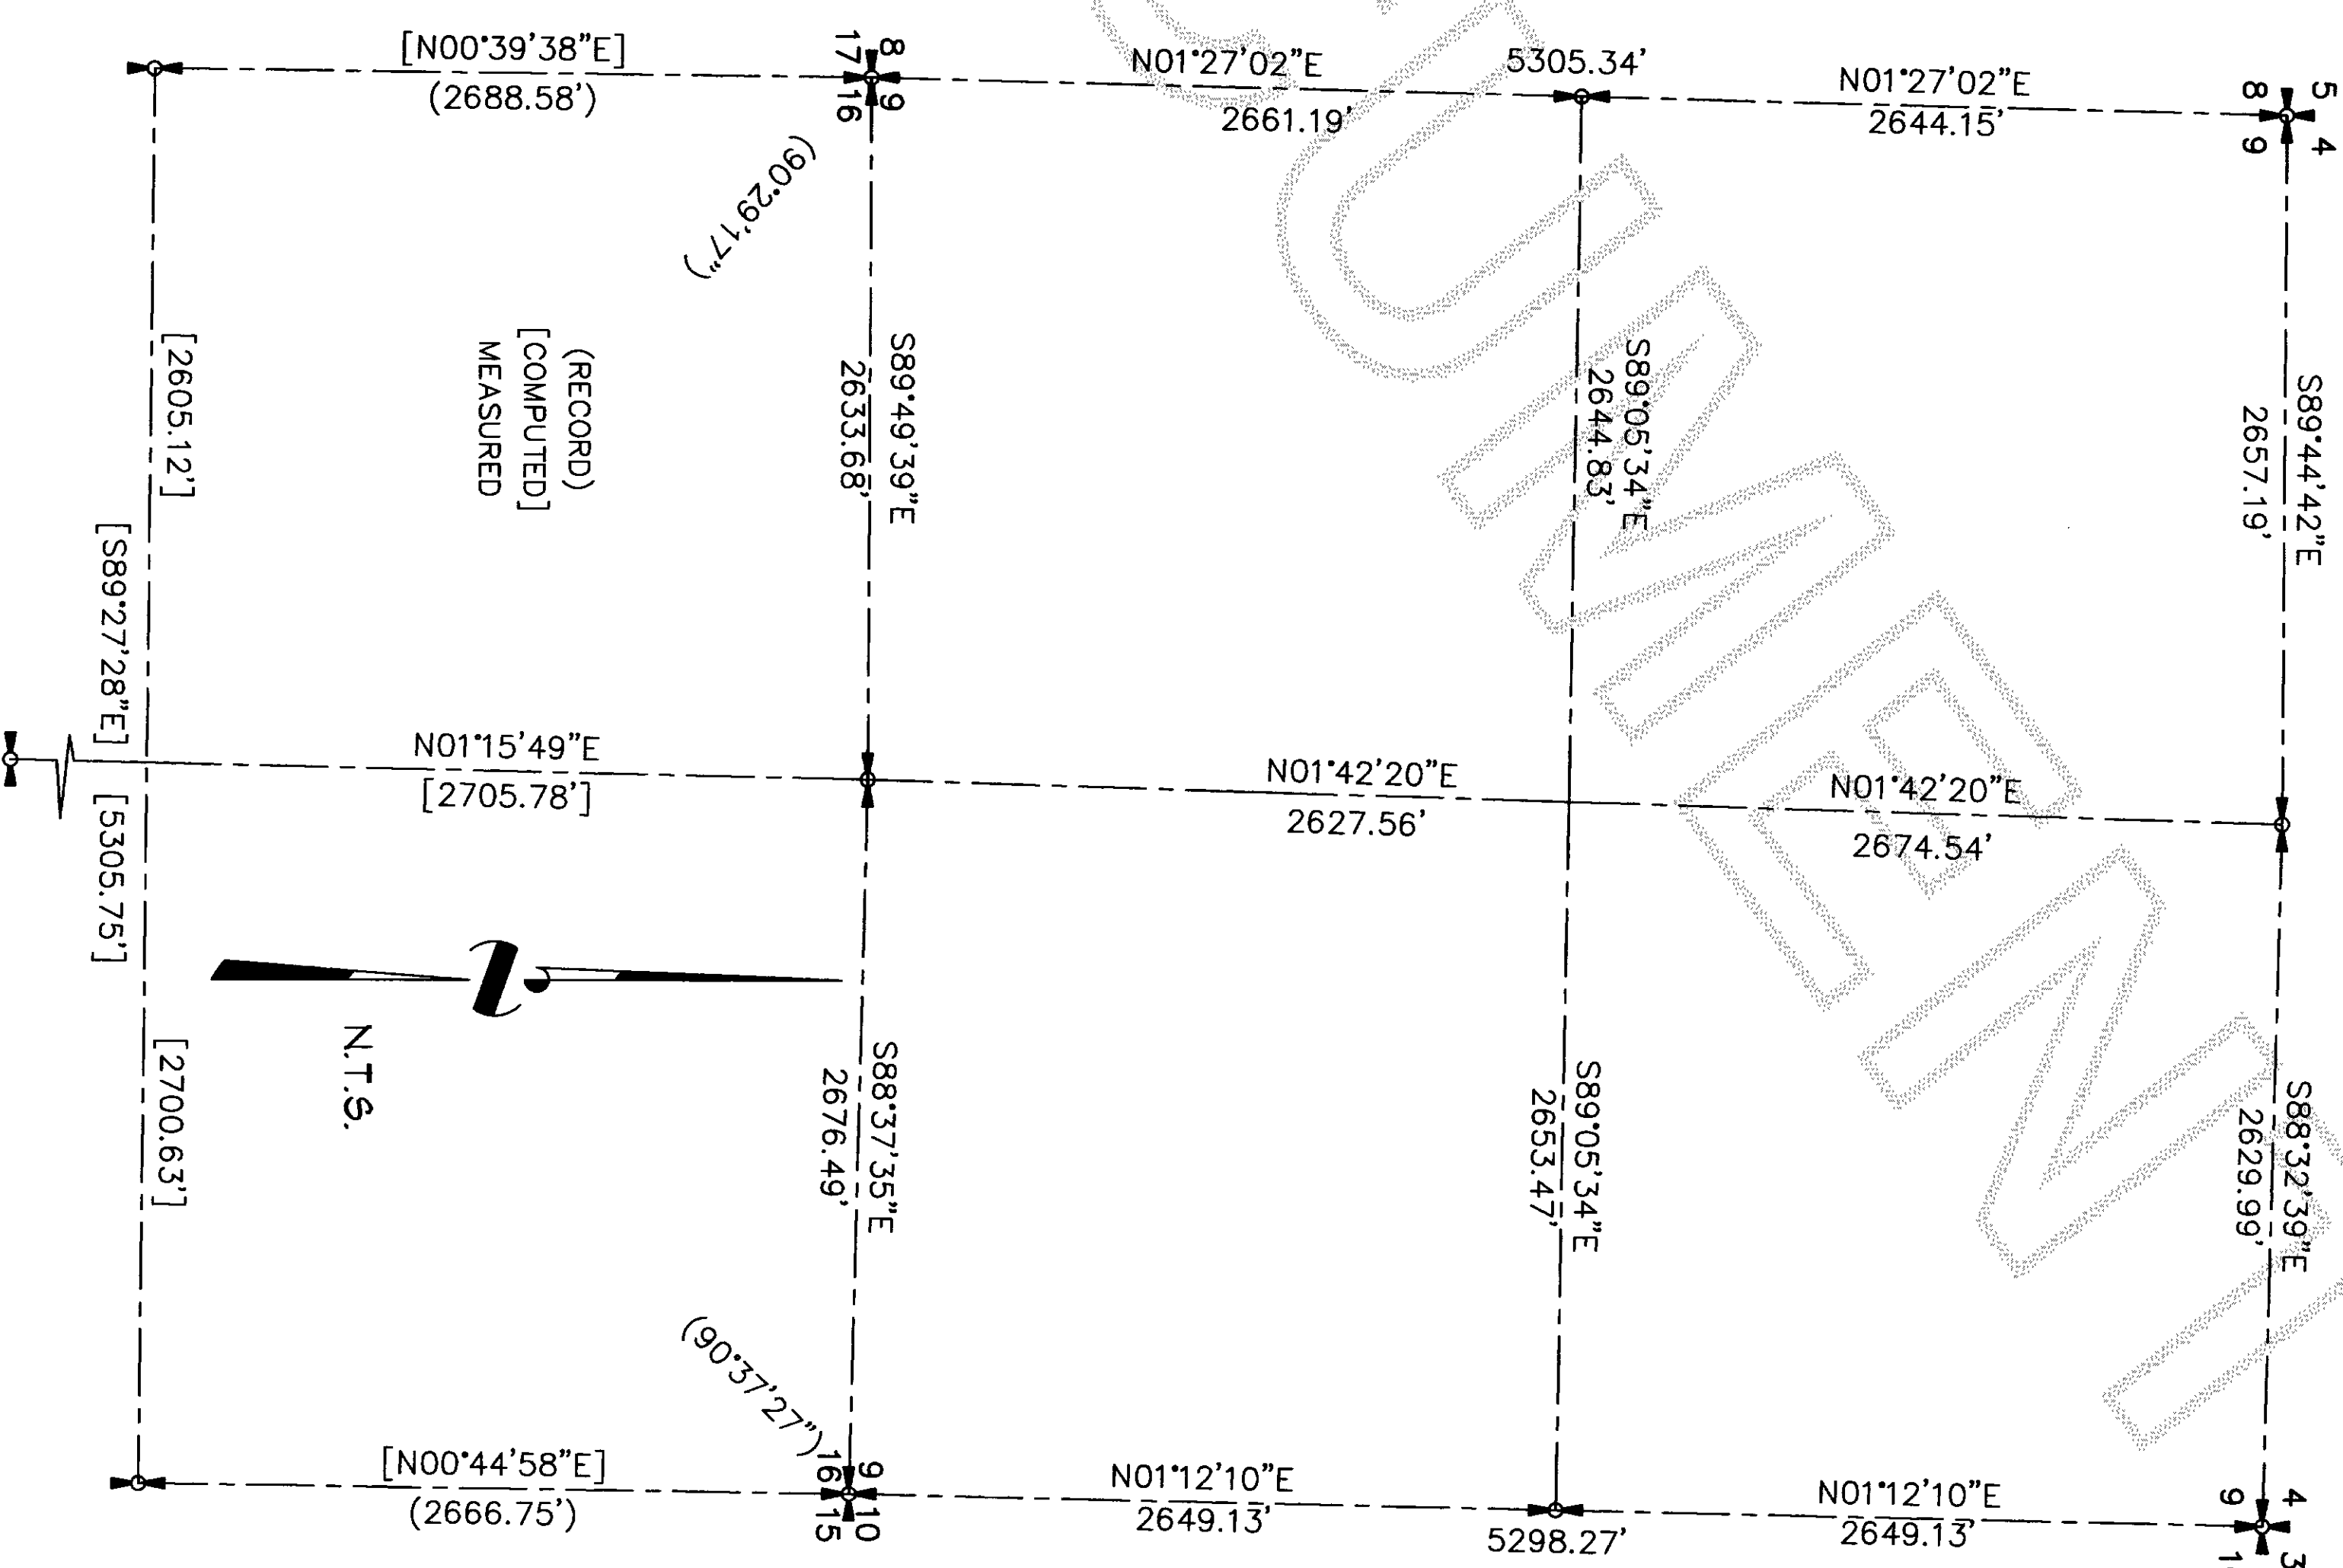 [N00°39'38"E]
(2688.58')
8
9
17
16
N01°27'02"E
2661.19'
5305.34'
N01°27'02"E
2644.15'
5
4
8
9
(90°29'17")
S89°49'39"E
2633.68'
S89°05'34"E
2644.83'
S89°44'42"E
2657.19'
[2605.12']
(RECORD)
[COMPUTED]
MEASURED
[S89°27'28"E]
[5305.75']
N01°15'49"E
[2705.78']
N01°42'20"E
2627.56'
N01°42'20"E
2674.54'
N.T.S.
[2700.63']
S88°37'35"E
2676.49'
S89°05'34"E
2653.47'
S88°32'39"E
2629.99'
(90°37'27")
[N00°44'58"E]
(2666.75')
9
10
16
15
N01°12'10"E
2649.13'
5298.27'
N01°12'10"E
2649.13'
4
3
9
UMENT